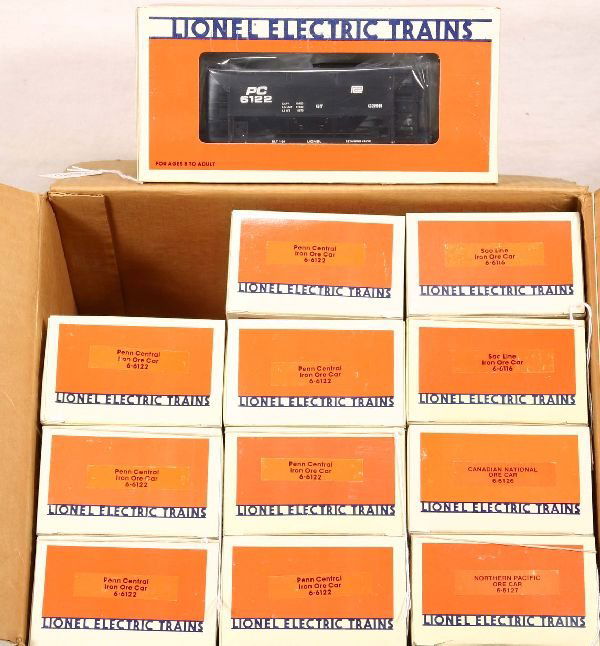 LIONEL ELECTRIC TRAINS
PC
6122
LIONEL
FOR AGES 8 TO ADULT
Penn Central
Iron Ore Car
6-6122
LIONEL ELECTRIC TRAINS
Soo Line
Iron Ore Car
6-6116
LIONEL ELECTRIC TRAINS
Penn Central
Iron Ore Car
6-6122
LIONEL ELECTRIC TRAINS
Penn Central
Iron Ore Car
6-6122
LIONEL ELECTRIC TRAINS
Soo Line
Iron Ore Car
6-6116
LIONEL ELECTRIC TRAINS
Penn Central
Iron Ore Car
6-6122
LIONEL ELECTRIC TRAINS
Penn Central
Iron Ore Car
6-6122
LIONEL ELECTRIC TRAINS
CANADIAN NATIONAL
ORE CAR
6-6126
LIONEL ELECTRIC TRAINS
Penn Central
Iron Ore Car
6-6122
LIONEL ELECTRIC TRAINS
Penn Central
Iron Ore Car
6-6122
LIONEL ELECTRIC TRAINS
NORTHERN PACIFIC
ORE CAR
6-6127
LIONEL ELECTRIC TRAINS